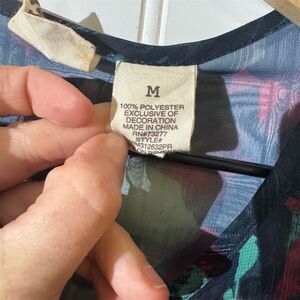 M
100% POLYESTER
EXCLUSIVE OF
DECORATION
MADE IN CHINA
RN#73277
STYLE#